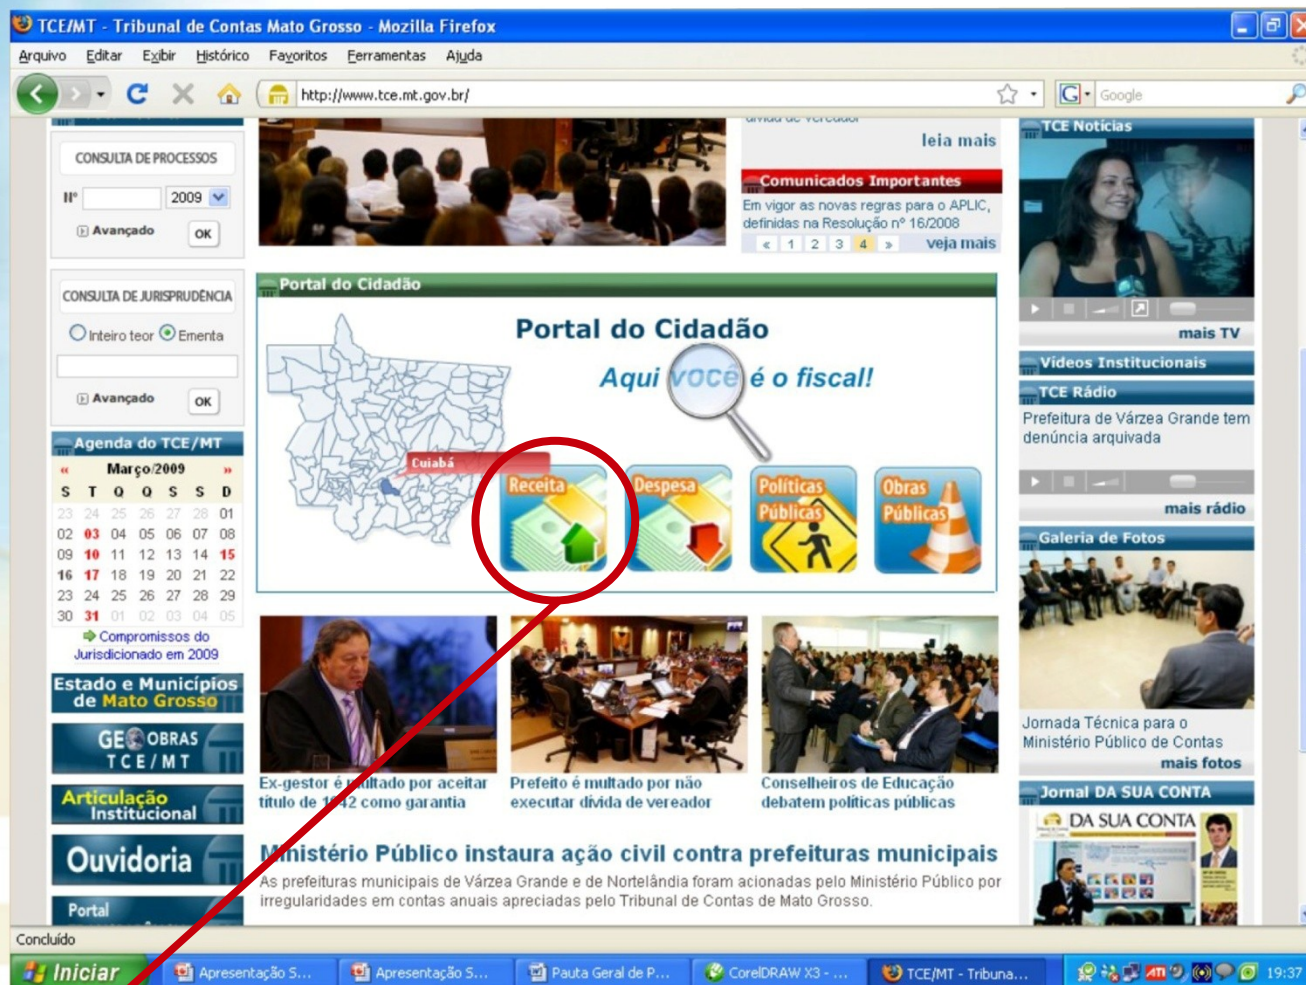 TCE/MT - Tribunal de Contas Mato Grosso - Mozilla Firefox
Arquivo Editar Exibir Histórico Favoritos Ferramentas Ajuda
http://www.tce.mt.gov.br/
Google
CONSULTA DE PROCESSOS
Nº 2009
Avançado OK
CONSULTA DE JURISPRUDÊNCIA
Inteiro teor Ementa
Avançado OK
Agenda do TCE/MT
« Março/2009 »
S T Q Q S S D
23 24 25 26 27 28 01
02 03 04 05 06 07 08
09 10 11 12 13 14 15
16 17 18 19 20 21 22
23 24 25 26 27 28 29
30 31 01 02 03 04 05
Compromissos do
Jurisdicionado em 2009
Estado e Municípios
de Mato Grosso
GEOOBRAS
TCE/MT
Articulação
Institucional
Ouvidoria
Portal
dívida de vereador
leia mais
Comunicados Importantes
Em vigor as novas regras para o APLIC,
definidas na Resolução nº 16/2008
« 1 2 3 4 » veja mais
Portal do Cidadão
Portal do Cidadão
Aqui você é o fiscal!
Cuiabá
Receita
Despesa
Políticas
Públicas
Obras
Públicas
Ex-gestor é multado por aceitar
título de 1942 como garantia
Prefeito é multado por não
executar dívida de vereador
Conselheiros de Educação
debatem políticas públicas
Ministério Público instaura ação civil contra prefeituras municipais
As prefeituras municipais de Várzea Grande e de Nortelândia foram acionadas pelo Ministério Público por
irregularidades em contas anuais apreciadas pelo Tribunal de Contas de Mato Grosso.
TCE Notícias
mais TV
Vídeos Institucionais
TCE Rádio
Prefeitura de Várzea Grande tem
denúncia arquivada
mais rádio
Galeria de Fotos
Jornada Técnica para o
Ministério Público de Contas
mais fotos
Jornal DA SUA CONTA
DA SUA CONTA
Concluído
Iniciar
Apresentação S...
Apresentação S...
Pauta Geral de P...
CorelDRAW X3 - ...
TCE/MT - Tribuna...
ATI
19:37